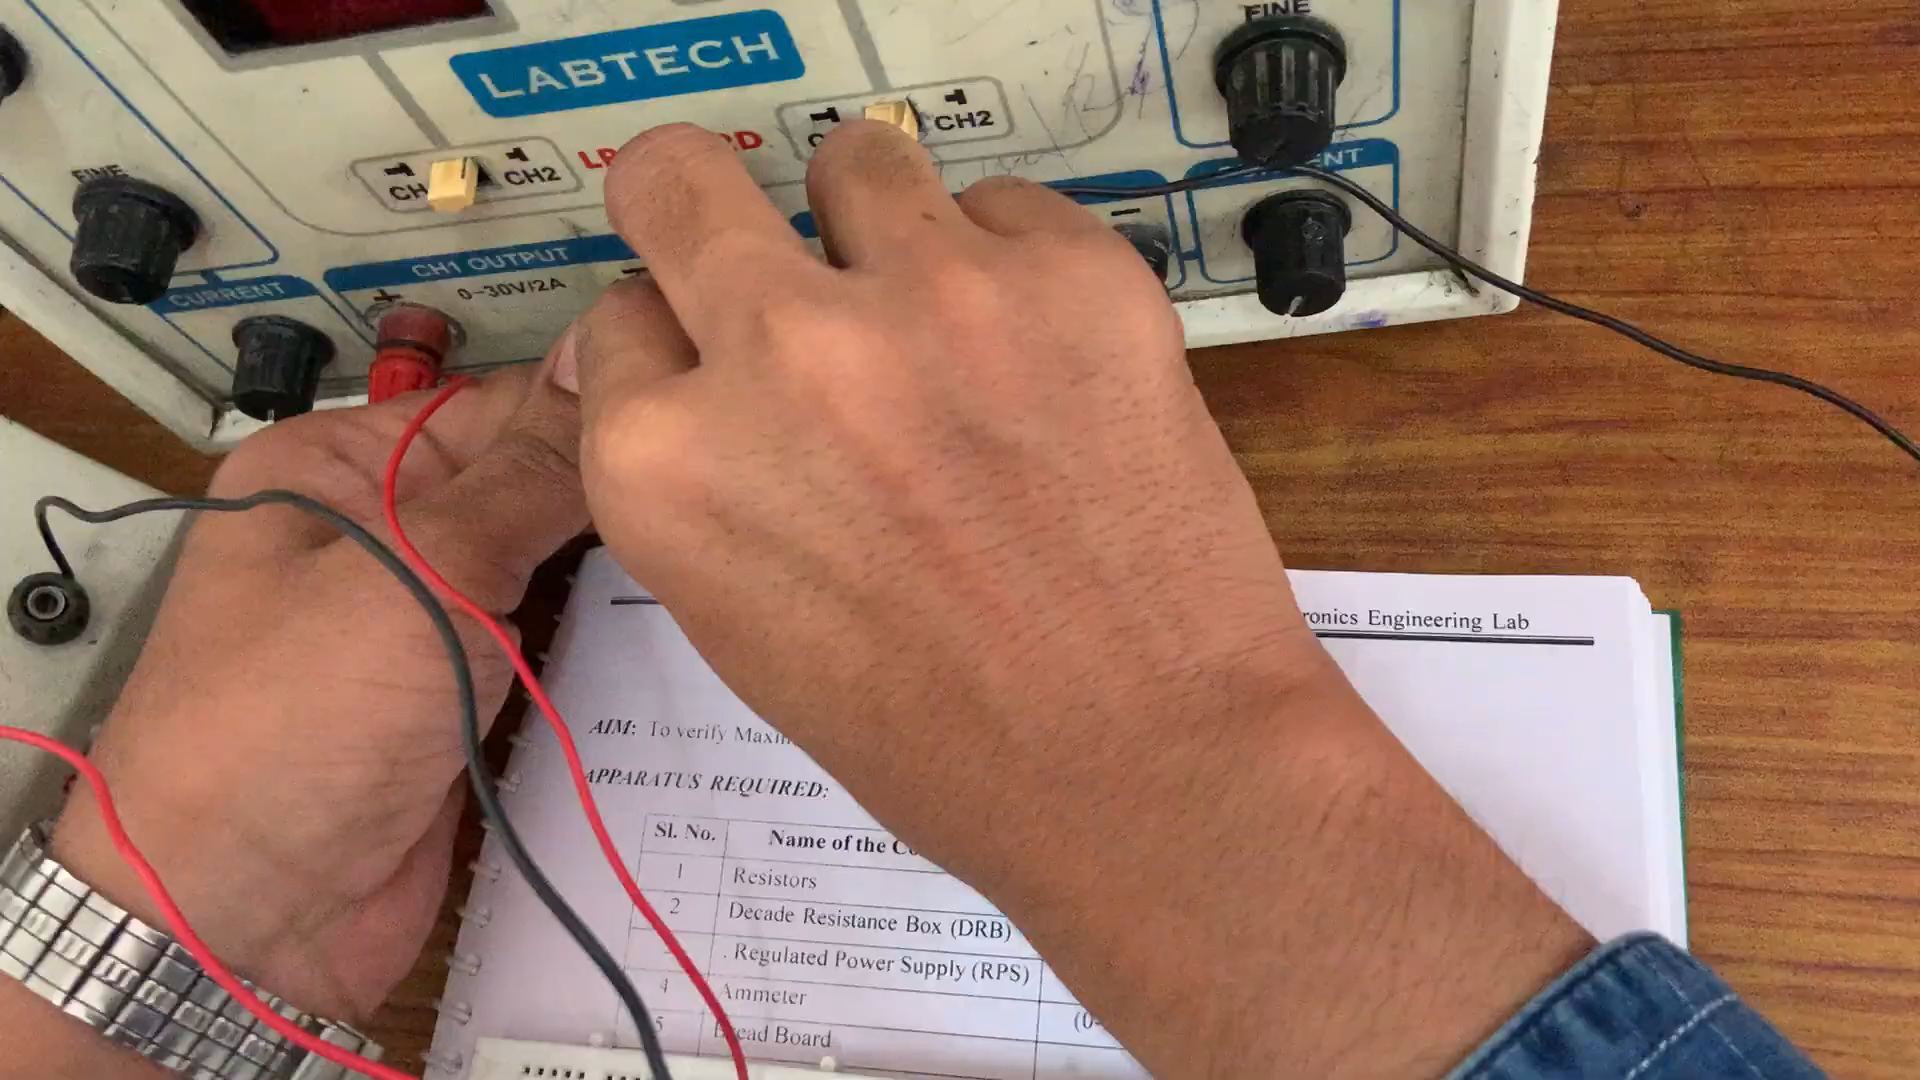 FINE
LABTECH
CH2
CH2
FINE
CURRENT
CH1 OUTPUT
0-30V/2A
+
-
-
ronics Engineering Lab
AIM: To verify
APPARATUS REQUIRED:
Sl. No. Name of the
1 Resistors
2 Decade Resistance Box (DRB)
. Regulated Power Supply (RPS)
4 Ammeter
5 Bread Board